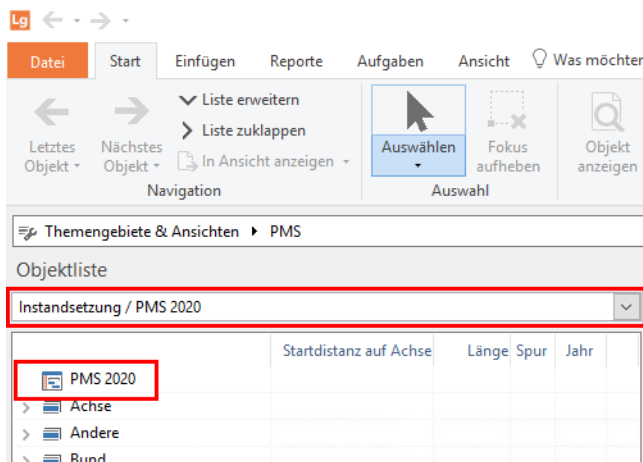 Lg
Datei Start Einfügen Reporte Aufgaben Ansicht Was möchten
Letztes Objekt
Nächstes Objekt
Liste erweitern
Liste zuklappen
In Ansicht anzeigen
Auswählen
Fokus aufheben
Objekt anzeigen
Navigation Auswahl
Themengebiete & Ansichten PMS
Objektliste
Instandsetzung / PMS 2020
Startdistanz auf Achse Länge Spur Jahr
PMS 2020
Achse
Andere
Bund